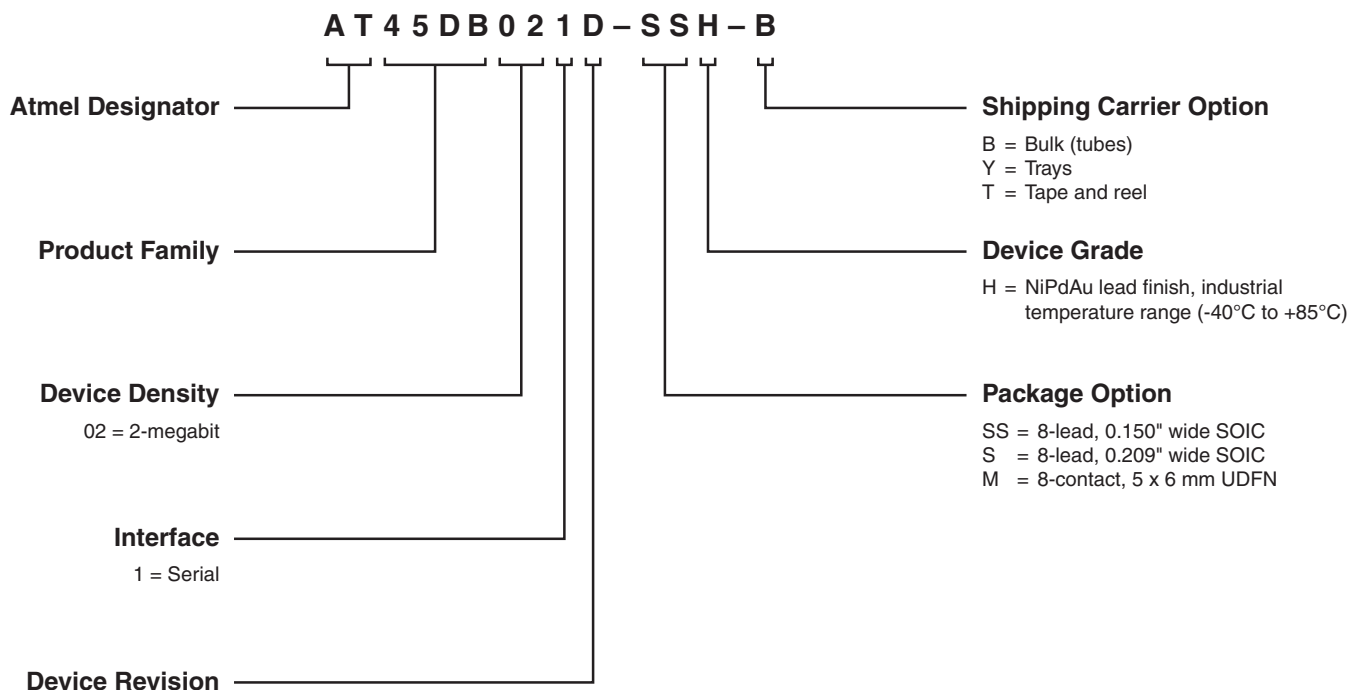 AT45DB021D–SSH–B
Atmel Designator
Product Family
Device Density
02 = 2-megabit
Interface
1 = Serial
Device Revision
Shipping Carrier Option
B = Bulk (tubes)
Y = Trays
T = Tape and reel
Device Grade
H = NiPdAu lead finish, industrial
temperature range (-40°C to +85°C)
Package Option
SS = 8-lead, 0.150" wide SOIC
S = 8-lead, 0.209" wide SOIC
M = 8-contact, 5 x 6 mm UDFN